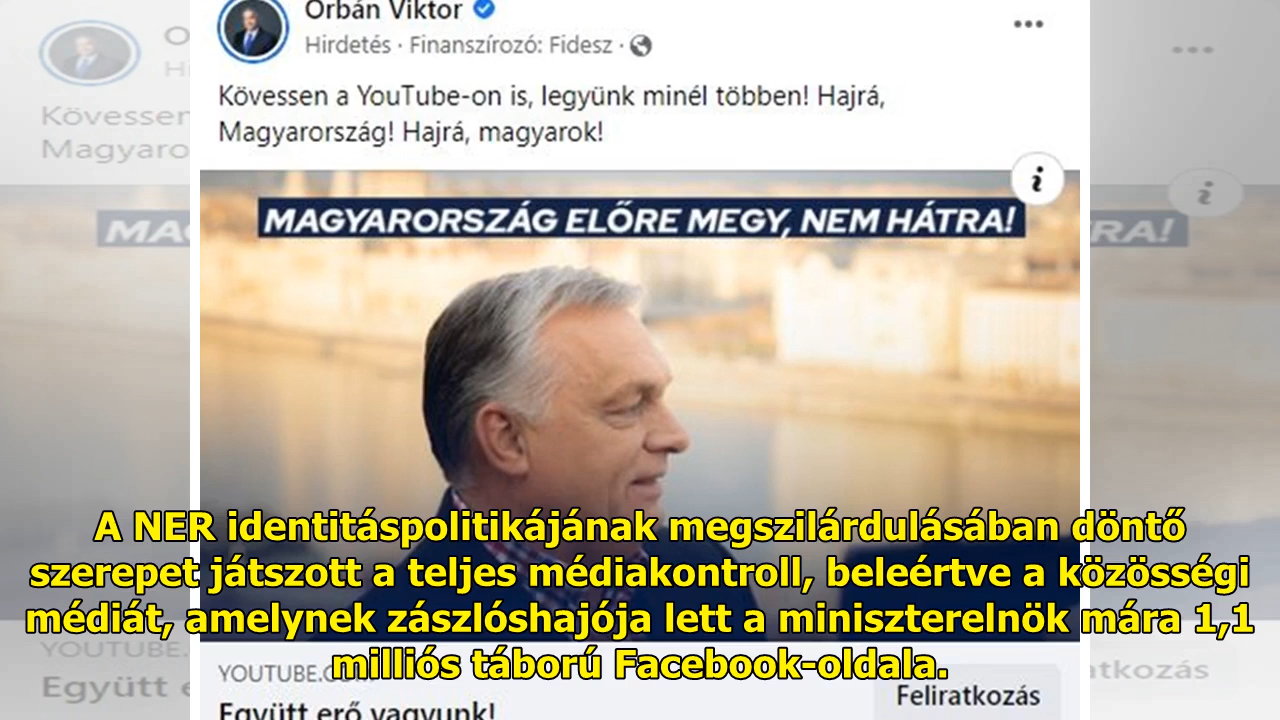 Orbán Viktor
Hirdetés · Finanszírozó: Fidesz ·
Kövessen a YouTube-on is, legyünk minél többen! Hajrá,
Magyarország! Hajrá, magyarok!
MAGYARORSZÁG ELŐRE MEGY, NEM HÁTRA!
A NER identitáspolitikájának megszilárdulásában döntő
szerepet játszott a teljes médiakontroll, beleértve a közösségi
médiát, amelynek zászlóshajója lett a miniszterelnök mára 1,1
milliós táború Facebook-oldala.
YOUTUBE.COM
Együtt erő vagyunk!
Feliratkozás